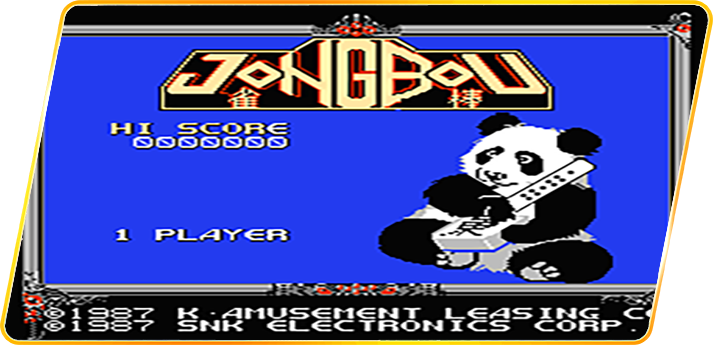 JONGBOU
雀 棒
HI SCORE
0000000
1 PLAYER
©1987 K.AMUSEMENT LEASING CO
©1987 SNK ELECTRONICS CORP.